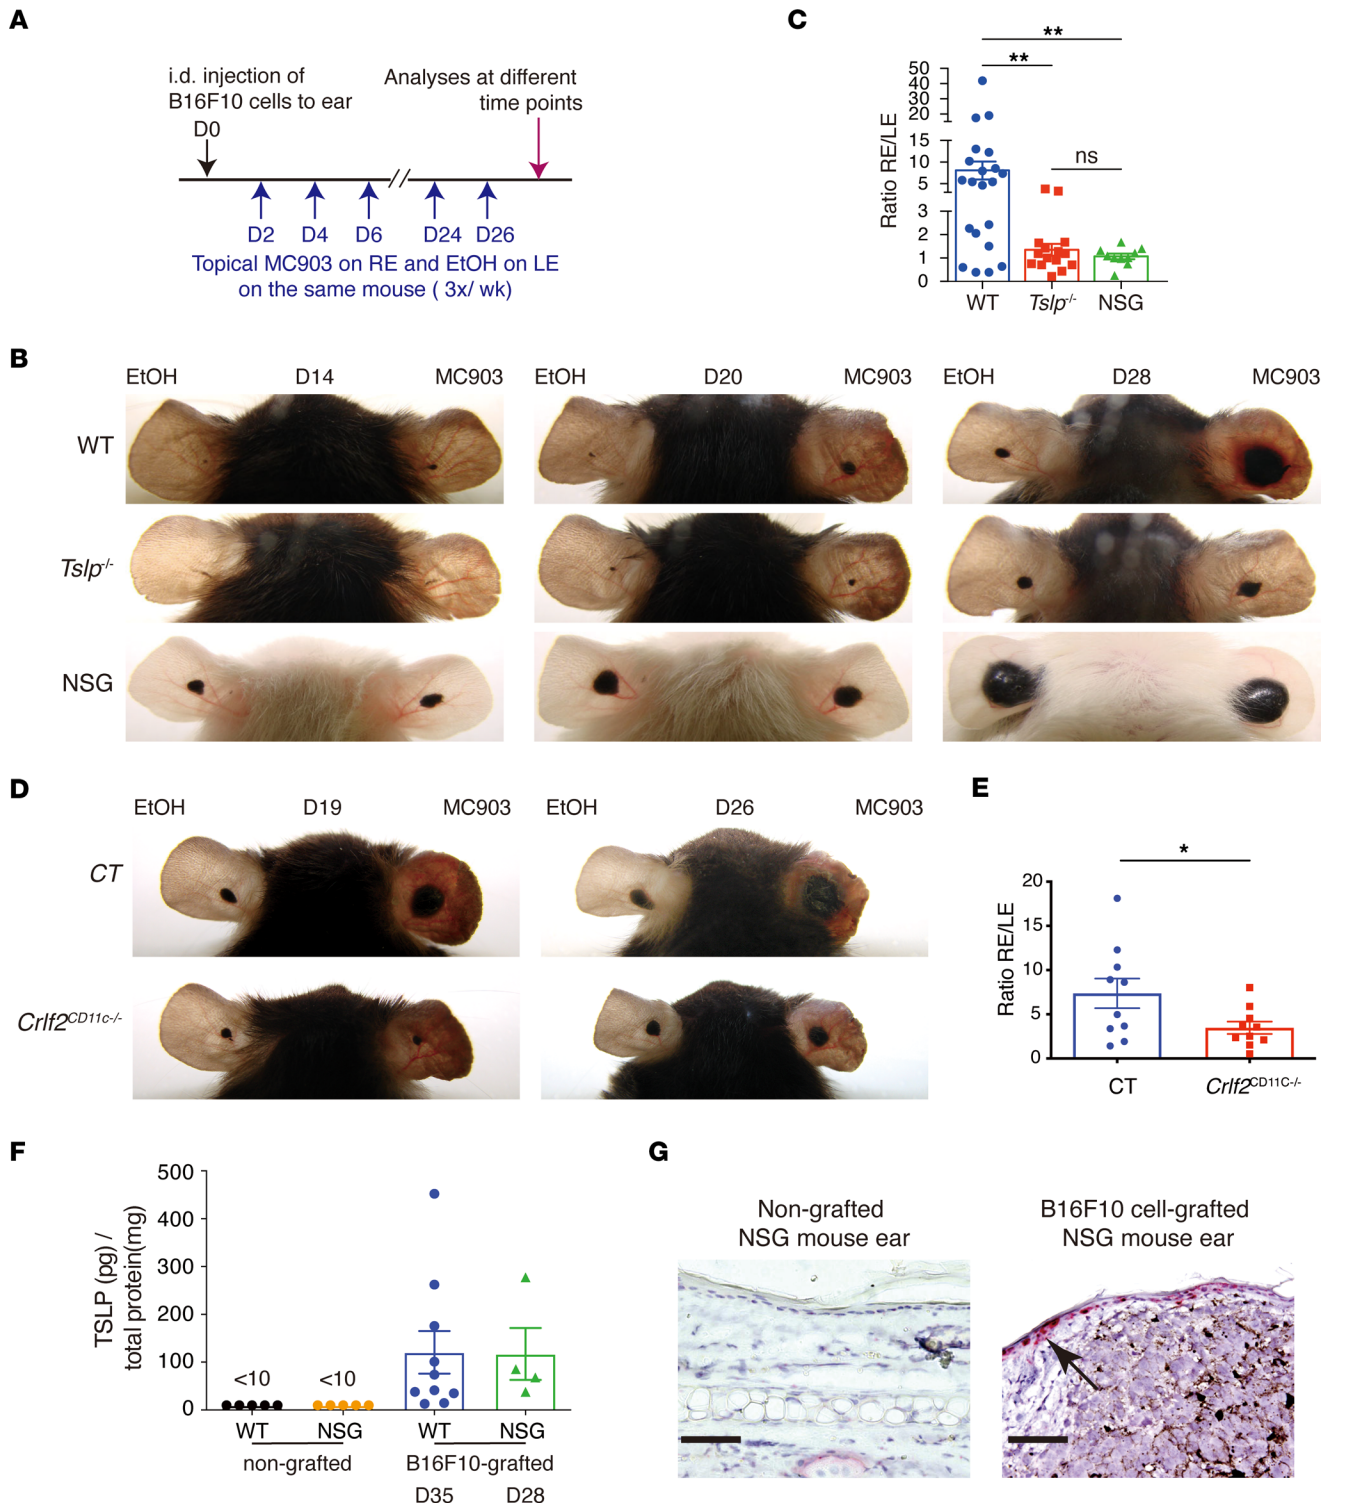 A
i.d. injection of
B16F10 cells to ear
D0
Analyses at different
time points
D2 D4 D6 D24 D26
Topical MC903 on RE and EtOH on LE
on the same mouse ( 3x/ wk)
C
**
**
ns
Ratio RE/LE
50
40
30
20
15
10
5
3
2
1
0
WT Tslp-/- NSG
B
EtOH D14 MC903 EtOH D20 MC903 EtOH D28 MC903
WT
Tslp-/-
NSG
D
EtOH D19 MC903 EtOH D26 MC903
CT
Crlf2CD11c-/-
E
*
Ratio RE/LE
20
15
10
5
0
CT Crlf2CD11C-/-
F
TSLP (pg) /
total protein(mg)
500
400
300
200
100
0
<10 <10
WT NSG WT NSG
non-grafted B16F10-grafted
D35 D28
G
Non-grafted
NSG mouse ear
B16F10 cell-grafted
NSG mouse ear